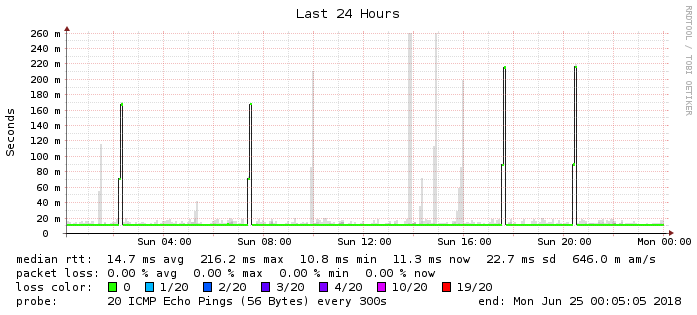 Last 24 Hours
RRDTOOL / TOBI OETIKER
Seconds
260 m
240 m
220 m
200 m
180 m
160 m
140 m
120 m
100 m
80 m
60 m
40 m
20 m
0
Sun 04:00 Sun 08:00 Sun 12:00 Sun 16:00 Sun 20:00 Mon 00:00
median rtt: 14.7 ms avg 216.2 ms max 10.8 ms min 11.3 ms now 22.7 ms sd 646.0 m am/s
packet loss: 0.00 % avg 0.00 % max 0.00 % min 0.00 % now
loss color: 0 1/20 2/20 3/20 4/20 10/20 19/20
probe: 20 ICMP Echo Pings (56 Bytes) every 300s end: Mon Jun 25 00:05:05 2018